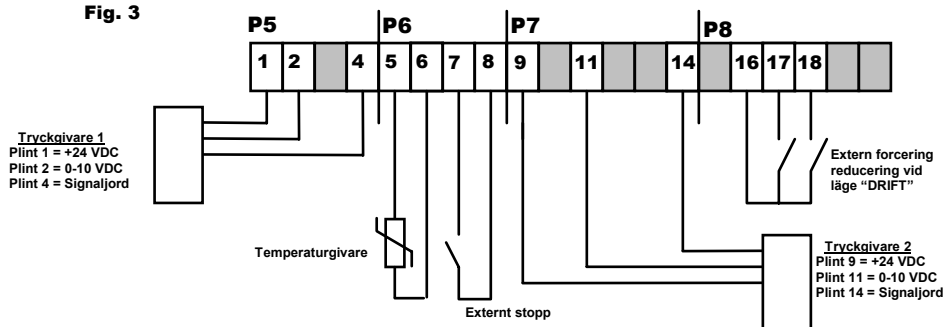 Fig. 3
P5 P6 P7 P8
1 2 4 5 6 7 8 9 11 14 16 17 18
Tryckgivare 1
Plint 1 = +24 VDC
Plint 2 = 0-10 VDC
Plint 4 = Signaljord
Temperaturgivare
Externt stopp
Extern forcering
reducering vid
läge “DRIFT”
Tryckgivare 2
Plint 9 = +24 VDC
Plint 11 = 0-10 VDC
Plint 14 = Signaljord